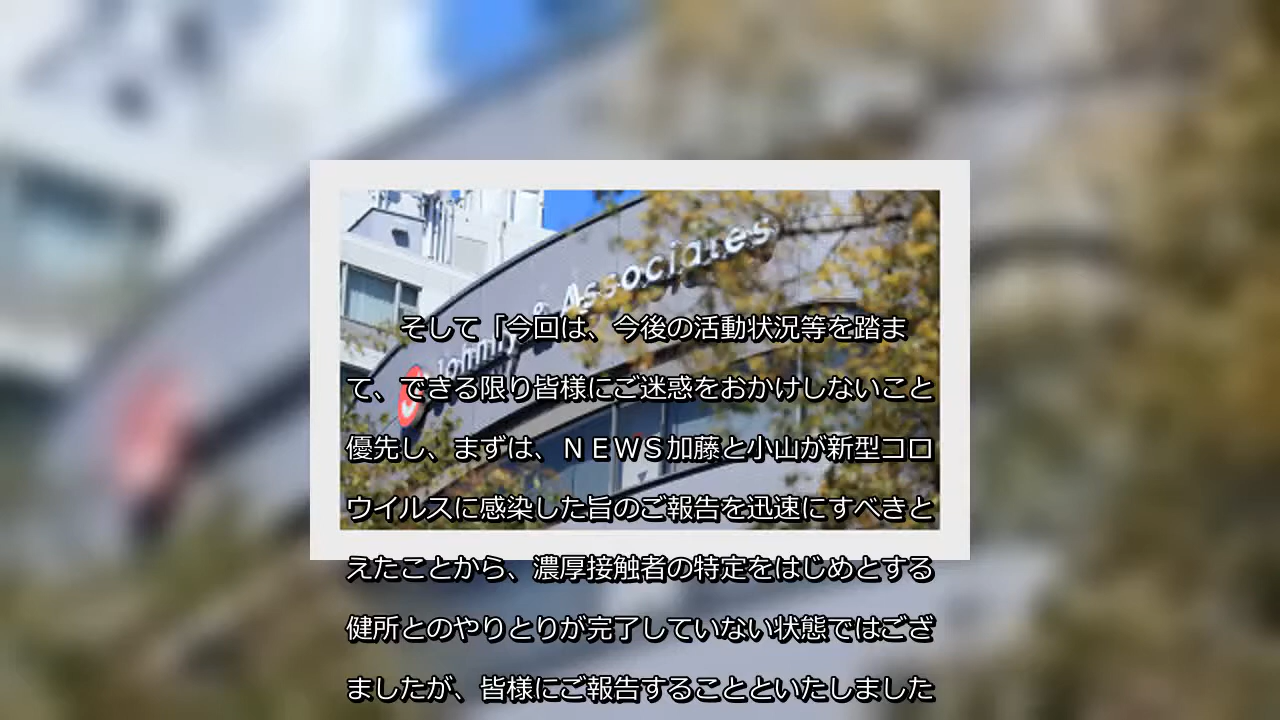 Johnny & Associates
そして「今回は、今後の活動状況等を踏ま
て、できる限り皆様にご迷惑をおかけしないこと
優先し、まずは、ＮＥＷＳ加藤と小山が新型コロ
ウイルスに感染した旨のご報告を迅速にすべきと
えたことから、濃厚接触者の特定をはじめとする
健所とのやりとりが完了していない状態ではござ
ましたが、皆様にご報告することといたしました